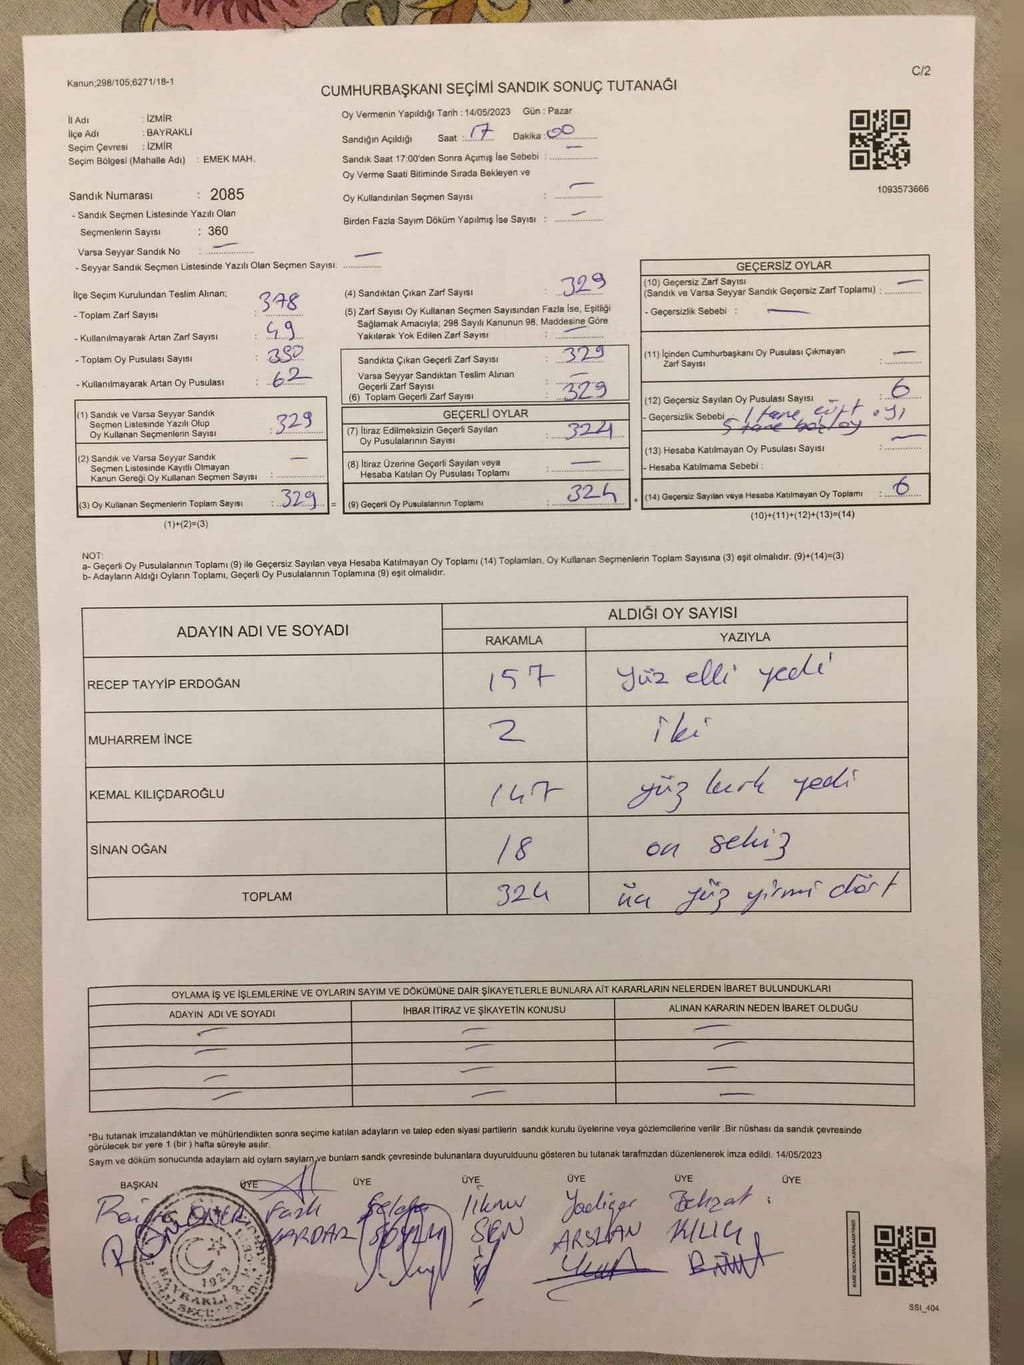 Kanun;298/105;6271/18-1
C/2
CUMHURBAŞKANI SEÇİMİ SANDIK SONUÇ TUTANAĞI
İl Adı : İZMİR
İlçe Adı : BAYRAKLI
Seçim Çevresi : İZMİR
Seçim Bölgesi (Mahalle Adı) : EMEK MAH.
Sandık Numarası : 2085
- Sandık Seçmen Listesinde Yazılı Olan
Seçmenlerin Sayısı : 360
Varsa Seyyar Sandık No : —
- Seyyar Sandık Seçmen Listesinde Yazılı Olan Seçmen Sayısı: —
Oy Vermenin Yapıldığı Tarih : 14/05/2023 Gün : Pazar
Sandığın Açıldığı Saat : 17 Dakika : 00
Sandık Saat 17:00'den Sonra Açımış İse Sebebi : —
Oy Verme Saati Bitiminde Sırada Bekleyen ve
Oy Kullandırılan Seçmen Sayısı : —
Birden Fazla Sayım Döküm Yapılmış İse Sayısı : —
1093573666
İlçe Seçim Kurulundan Teslim Alınan;
- Toplam Zarf Sayısı : 378
- Kullanılmayarak Artan Zarf Sayısı : 49
- Toplam Oy Pusulası Sayısı : 390
- Kullanılmayarak Artan Oy Pusulası : 62
(1) Sandık ve Varsa Seyyar Sandık
Seçmen Listesinde Yazılı Olup
Oy Kullanan Seçmenlerin Sayısı : 329
(2) Sandık ve Varsa Seyyar Sandık
Seçmen Listesinde Kayıtlı Olmayan
Kanun Gereği Oy Kullanan Seçmen Sayısı : —
(3) Oy Kullanan Seçmenlerin Toplam Sayısı : 329 =
(1)+(2)=(3)
(4) Sandıktan Çıkan Zarf Sayısı : 329
(5) Zarf Sayısı Oy Kullanan Seçmen Sayısından Fazla İse, Eşitliği
Sağlamak Amacıyla; 298 Sayılı Kanunun 98. Maddesine Göre
Yakılarak Yok Edilen Zarf Sayısı : —
Sandıkta Çıkan Geçerli Zarf Sayısı : 329
Varsa Seyyar Sandıktan Teslim Alınan
Geçerli Zarf Sayısı : —
(6) Toplam Geçerli Zarf Sayısı : 329
GEÇERLİ OYLAR
(7) İtiraz Edilmeksizin Geçerli Sayılan
Oy Pusulalarının Sayısı : 324
(8) İtiraz Üzerine Geçerli Sayılan veya
Hesaba Katılan Oy Pusulası Toplamı : —
(9) Geçerli Oy Pusulalarının Toplamı : 324 +
GEÇERSİZ OYLAR
(10) Geçersiz Zarf Sayısı
(Sandık ve Varsa Seyyar Sandık Geçersiz Zarf Toplamı) : —
- Geçersizlik Sebebi : —
(11) İçinden Cumhurbaşkanı Oy Pusulası Çıkmayan
Zarf Sayısı : —
(12) Geçersiz Sayılan Oy Pusulası Sayısı : 6
- Geçersizlik Sebebi : 1 tane çift oy,
5 tane boş oy
(13) Hesaba Katılmayan Oy Pusulası Sayısı : —
- Hesaba Katılmama Sebebi :
(14) Geçersiz Sayılan veya Hesaba Katılmayan Oy Toplamı : 6
(10)+(11)+(12)+(13)=(14)
NOT:
a- Geçerli Oy Pusulalarının Toplamı (9) ile Geçersiz Sayılan veya Hesaba Katılmayan Oy Toplamı (14) Toplamları, Oy Kullanan Seçmenlerin Toplam Sayısına (3) eşit olmalıdır. (9)+(14)=(3)
b- Adayların Aldığı Oyların Toplamı, Geçerli Oy Pusulalarının Toplamına (9) eşit olmalıdır.
ADAYIN ADI VE SOYADI
ALDIĞI OY SAYISI
RAKAMLA YAZIYLA
RECEP TAYYİP ERDOĞAN 157 yüz elli yedi
MUHARREM İNCE 2 iki
KEMAL KILIÇDAROĞLU 147 yüz kırk yedi
SİNAN OĞAN 18 on sekiz
TOPLAM 324 üç yüz yirmi dört
OYLAMA İŞ VE İŞLEMLERİNE VE OYLARIN SAYIM VE DÖKÜMÜNE DAİR ŞİKAYETLERLE BUNLARA AİT KARARLARIN NELERDEN İBARET BULUNDUKLARI
ADAYIN ADI VE SOYADI İHBAR İTİRAZ VE ŞİKAYETİN KONUSU ALINAN KARARIN NEDEN İBARET OLDUĞU
— — —
— — —
— — —
— — —
*Bu tutanak imzalandıktan ve mühürlendikten sonra seçime katılan adayların ve talep eden siyasi partilerin sandık kurulu üyelerine veya gözlemcilerine verilir .Bir nüshası da sandık çevresinde
görülecek bir yere 1 (bir ) hafta süreyle asılır.
Sayım ve döküm sonucunda adayların ald oyların sayıların ve bunların sandk çevresinde bulunanlara duyurulduunu gösteren bu tutanak tarafmzdan düzenlenerek imza edildi. 14/05/2023
BAŞKAN ÜYE ÜYE ÜYE ÜYE ÜYE ÜYE
ÖNER Fazlı İlknur Yadigar Behzat
VARDAR SOYLU ŞEN ARSLAN KILIÇ
BAYRAKLI 1923
SSI_404